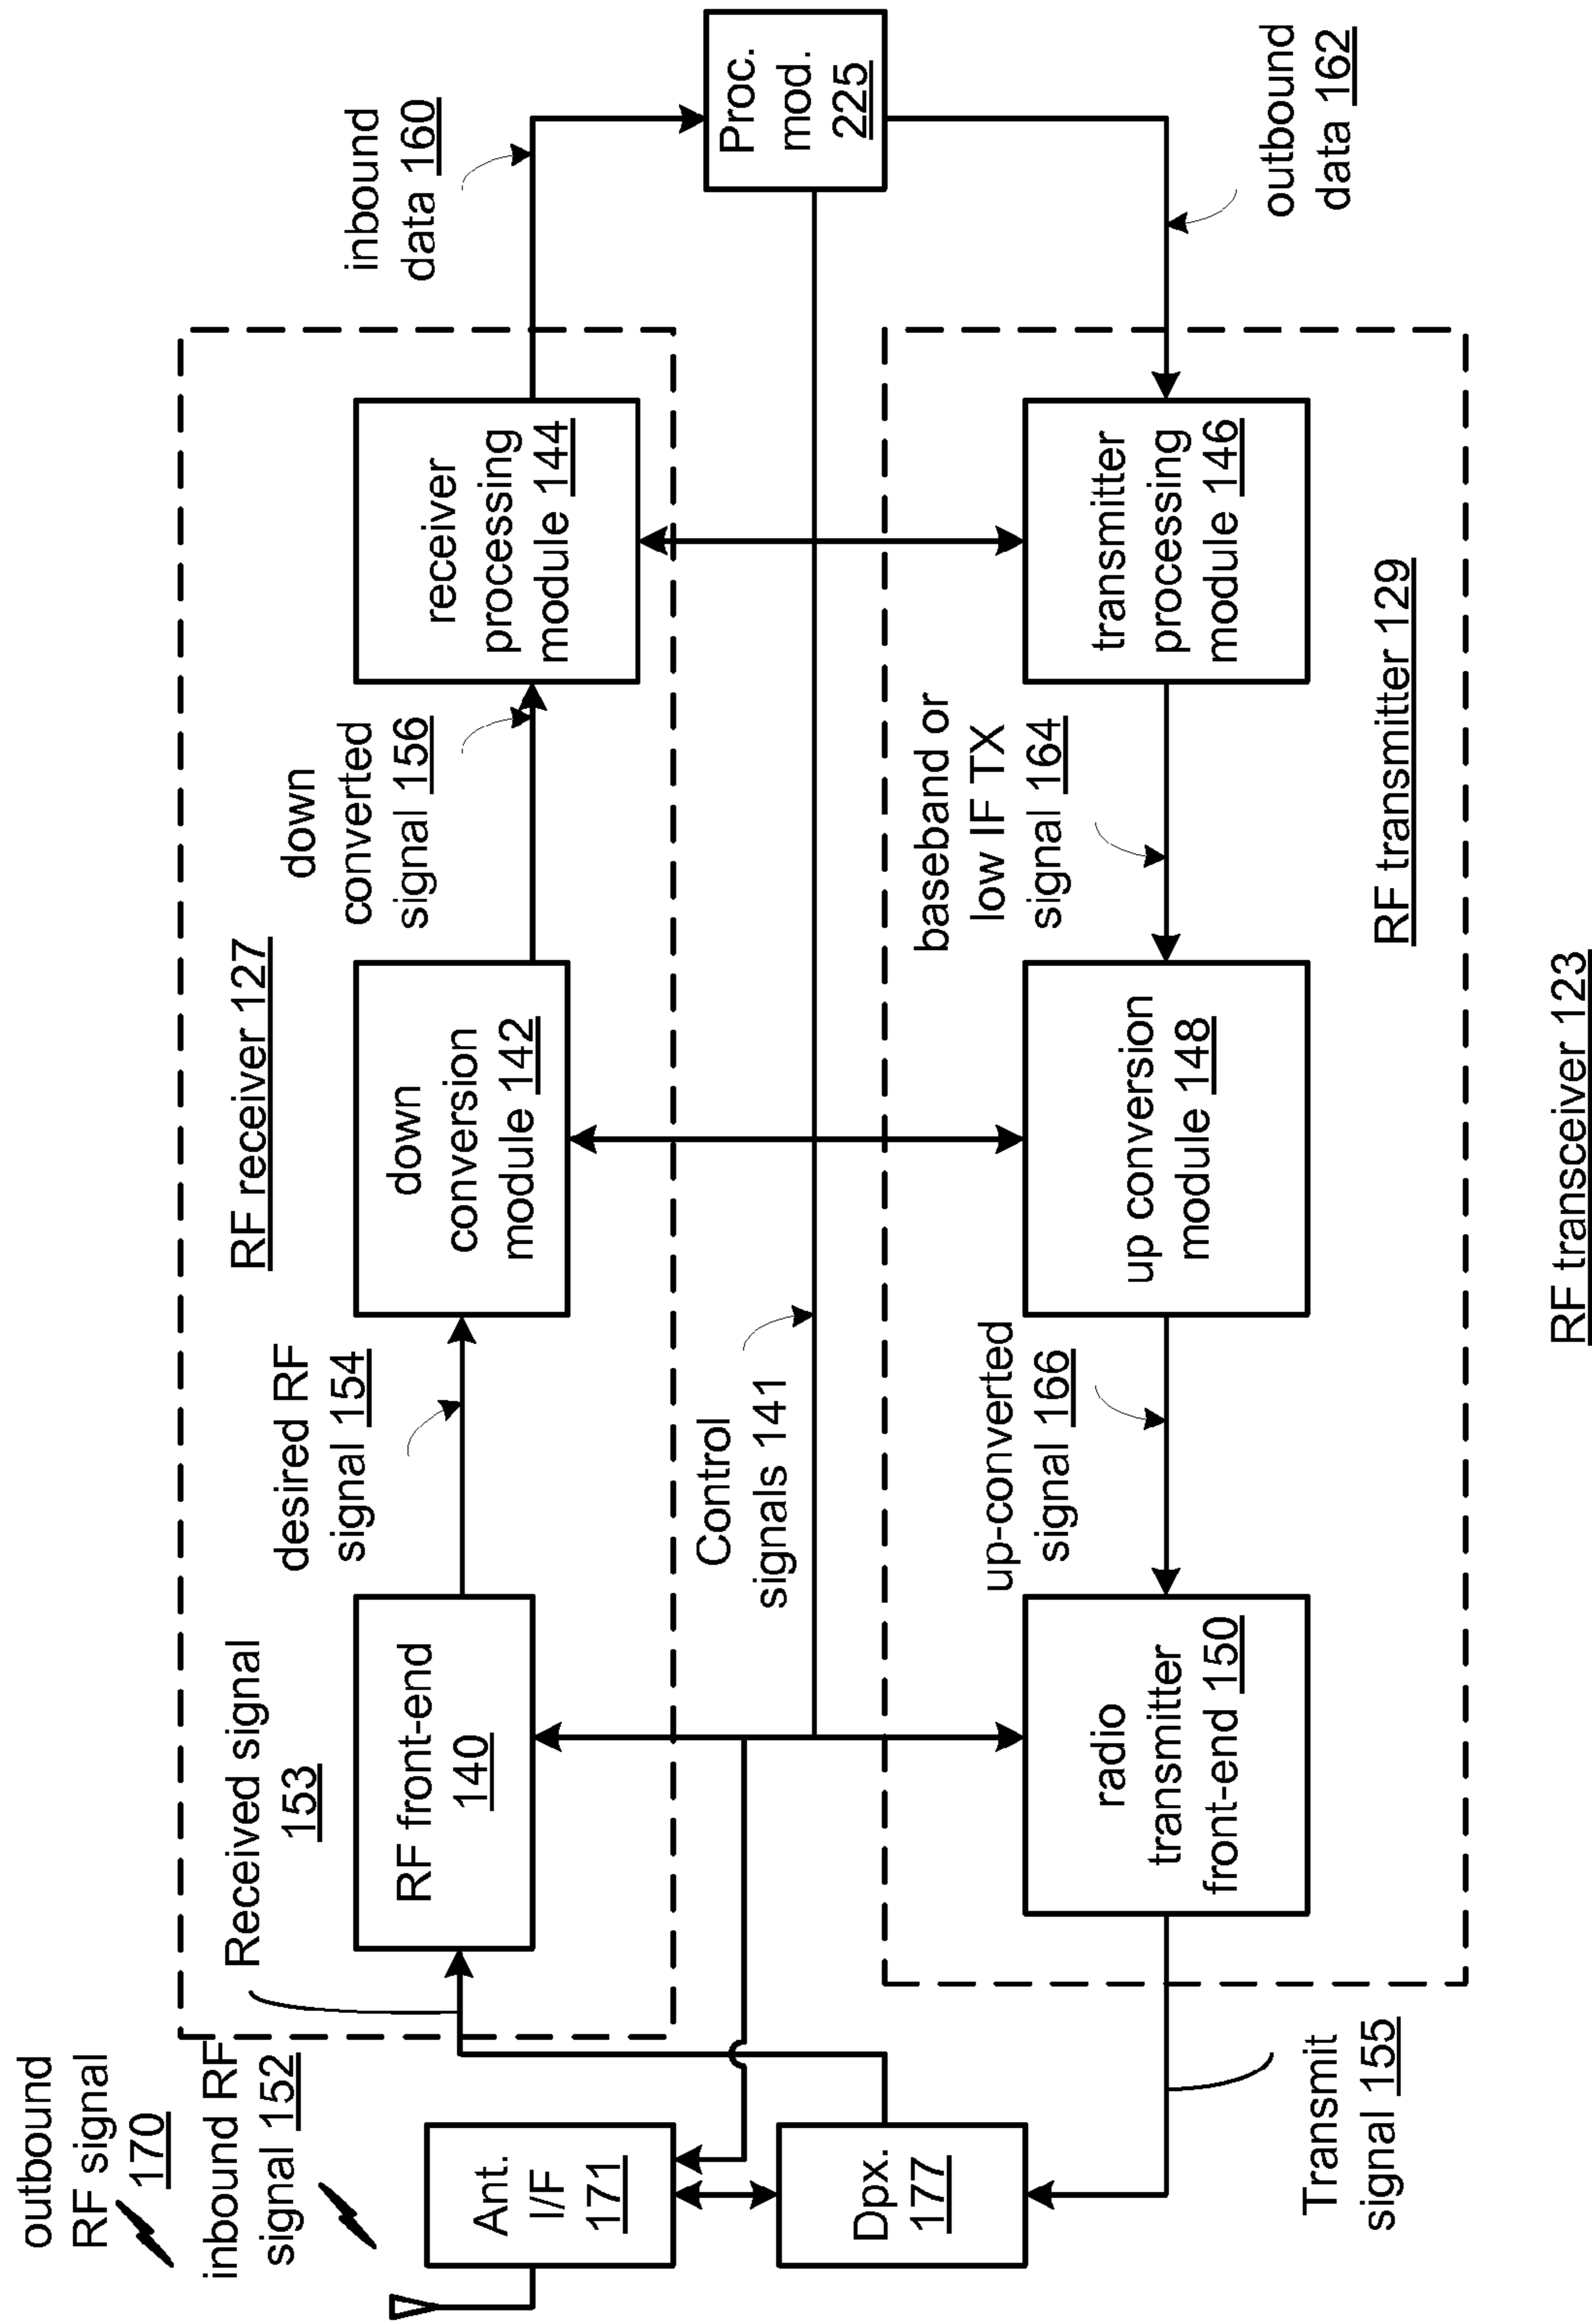 outbound
RF signal
170
inbound RF
signal 152
Received signal
153
RF receiver 127
desired RF
signal 154
down
converted
signal 156
inbound
data 160
Ant.
I/F
171
RF front-end
140
down
conversion
module 142
receiver
processing
module 144
Control
signals 141
Proc.
mod.
225
Dpx.
177
up-converted
signal 166
baseband or
low IF TX
signal 164
radio
transmitter
front-end 150
up conversion
module 148
transmitter
processing
module 146
outbound
data 162
Transmit
signal 155
RF transmitter 129
RF transceiver 123